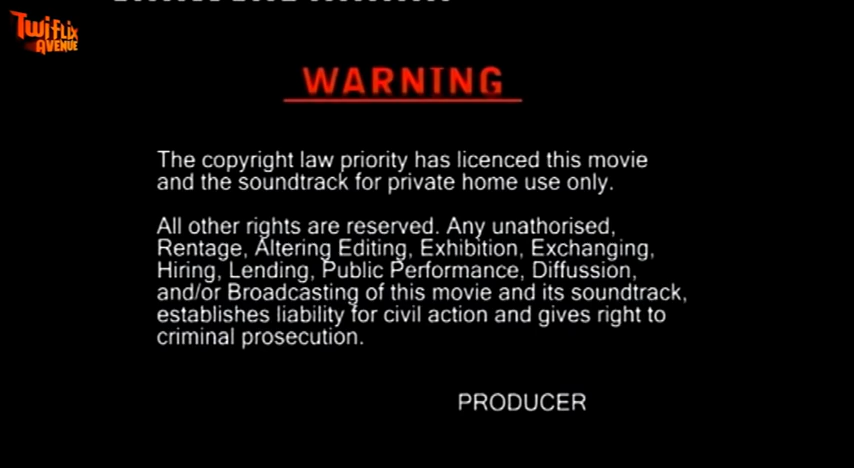 TwiFlix
AVENUE
WARNING
The copyright law priority has licenced this movie
and the soundtrack for private home use only.
All other rights are reserved. Any unathorised,
Rentage, Altering Editing, Exhibition, Exchanging,
Hiring, Lending, Public Performance, Diffussion,
and/or Broadcasting of this movie and its soundtrack,
establishes liability for civil action and gives right to
criminal prosecution.
PRODUCER